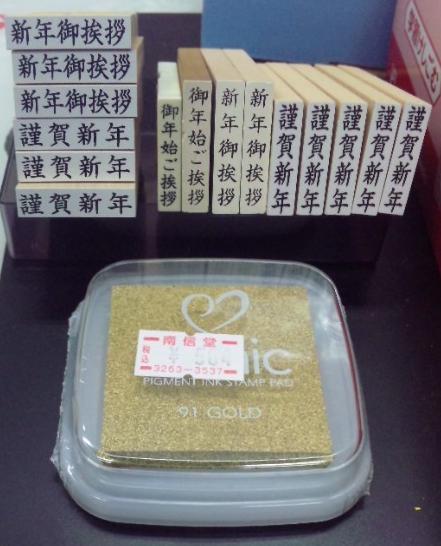 新年御挨拶
新年御挨拶
新年御挨拶
謹賀新年
謹賀新年
謹賀新年
御年始ご挨拶
御年始ご挨拶
新年御挨拶
新年御挨拶
謹賀新年
謹賀新年
謹賀新年
謹賀新年
謹賀新年
南信堂
税込
¥ 504
3263-3537
nic
PIGMENT INK STAMP PAD
91 GOLD